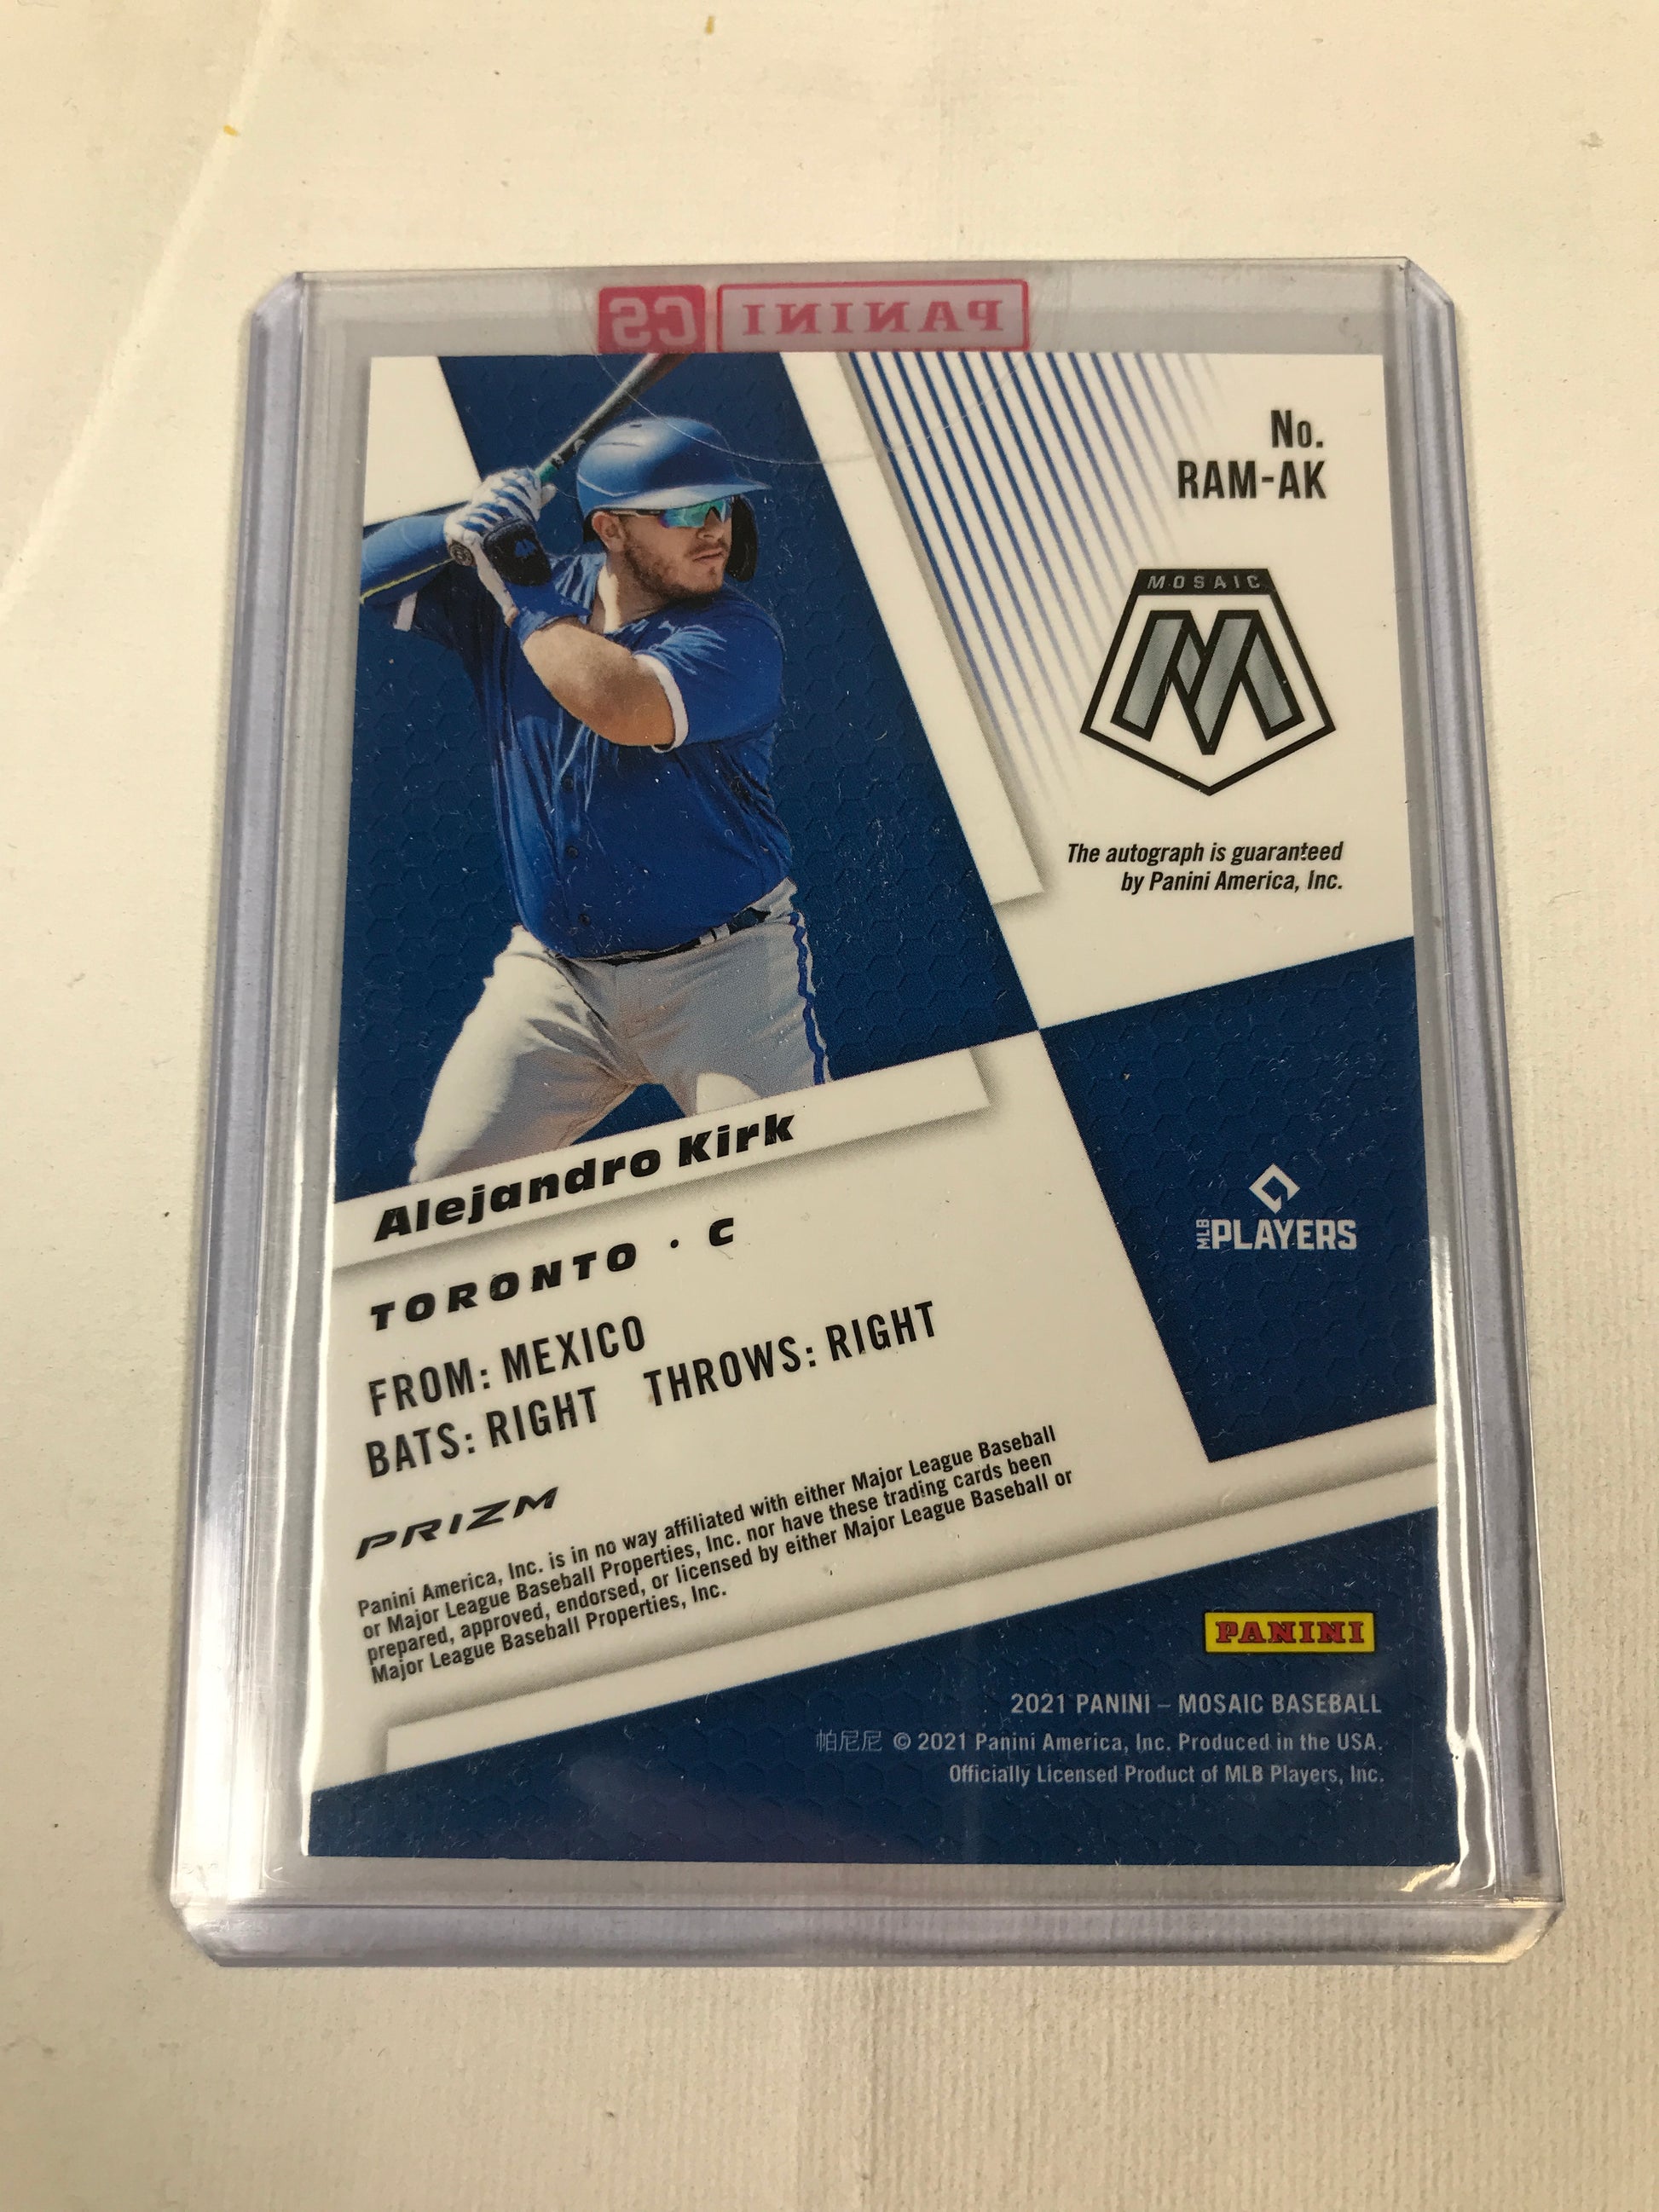 PANINI CS
No.
RAM-AK
MOSAIC
M
The autograph is guaranteed
by Panini America, Inc.
Alejandro Kirk
TORONTO · C
FROM: MEXICO
BATS: RIGHT THROWS: RIGHT
PRIZM
Panini America, Inc. is in no way affiliated with either Major League Baseball
or Major League Baseball Properties, Inc. nor have these trading cards been
prepared, approved, endorsed, or licensed by either Major League Baseball or
Major League Baseball Properties, Inc.
MLB PLAYERS
PANINI
2021 PANINI – MOSAIC BASEBALL
帕尼尼 © 2021 Panini America, Inc. Produced in the USA.
Officially Licensed Product of MLB Players, Inc.